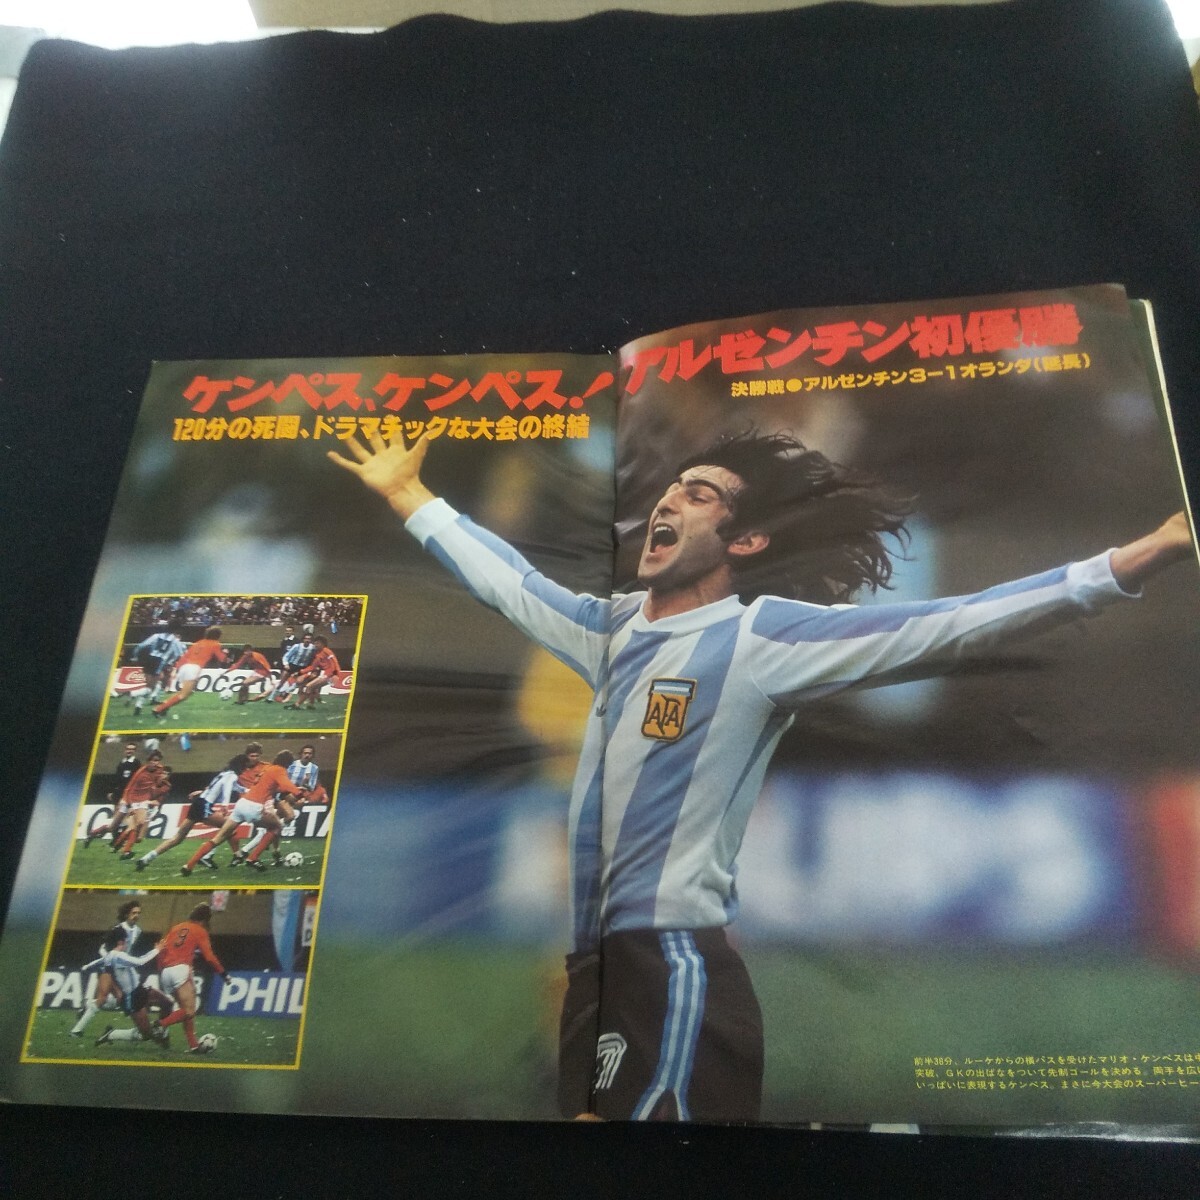 ケンペス、ケンペス!
120分の死闘、ドラマチックな大会の終結
アルゼンチン初優勝
決勝戦●アルゼンチン3−1オランダ(延長)
AFA
coca
PHIL
前半38分、ルーケからの横パスを受けたマリオ・ケンペスは中
突破、GKの出ばなをついて先制ゴールを決める。両手を広げ
いっぱいに表現するケンペス。まさに今大会のスーパーヒー